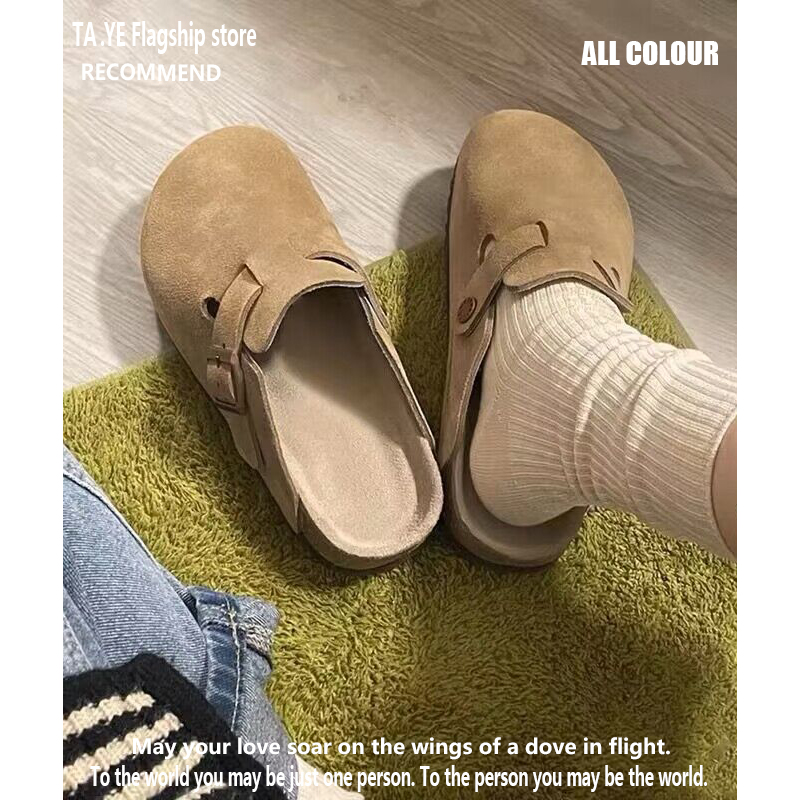 TA.YE Flagship store
RECOMMEND
ALL COLOUR
May your love soar on the wings of a dove in flight.
To the world you may be just one person. To the person you may be the world.